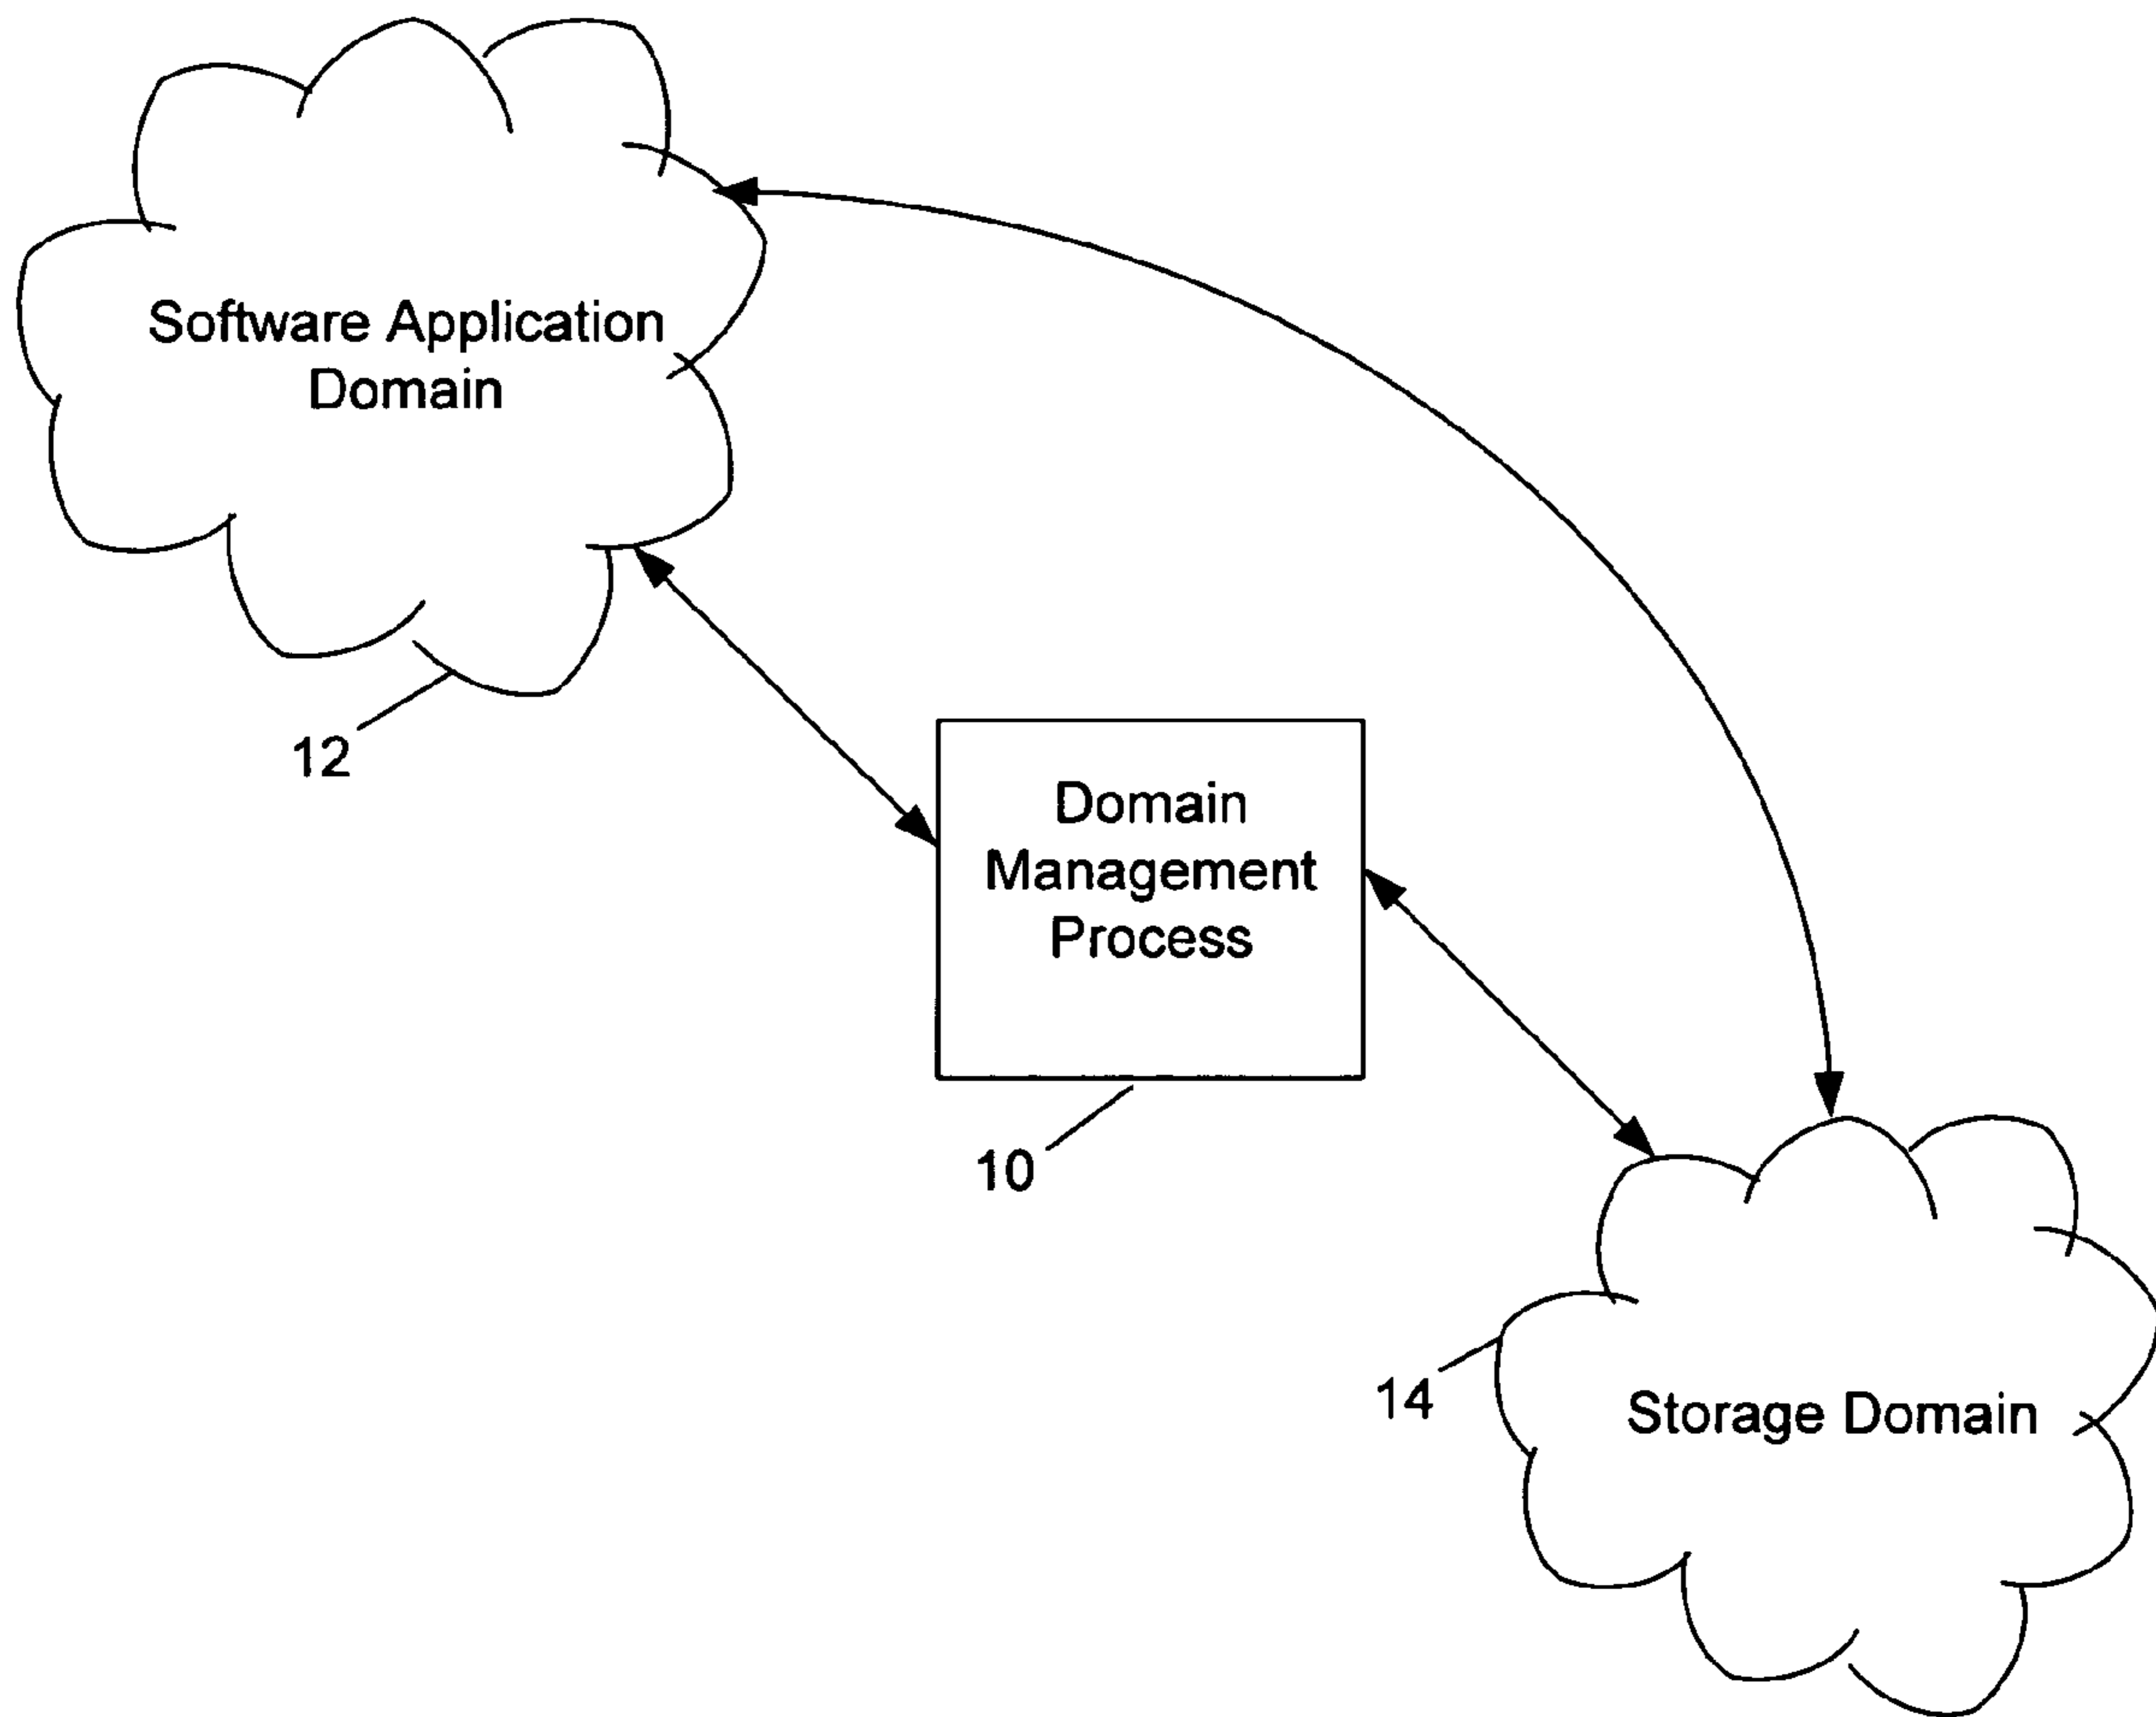 Software Application
Domain
12
Domain
Management
Process
10
14
Storage Domain